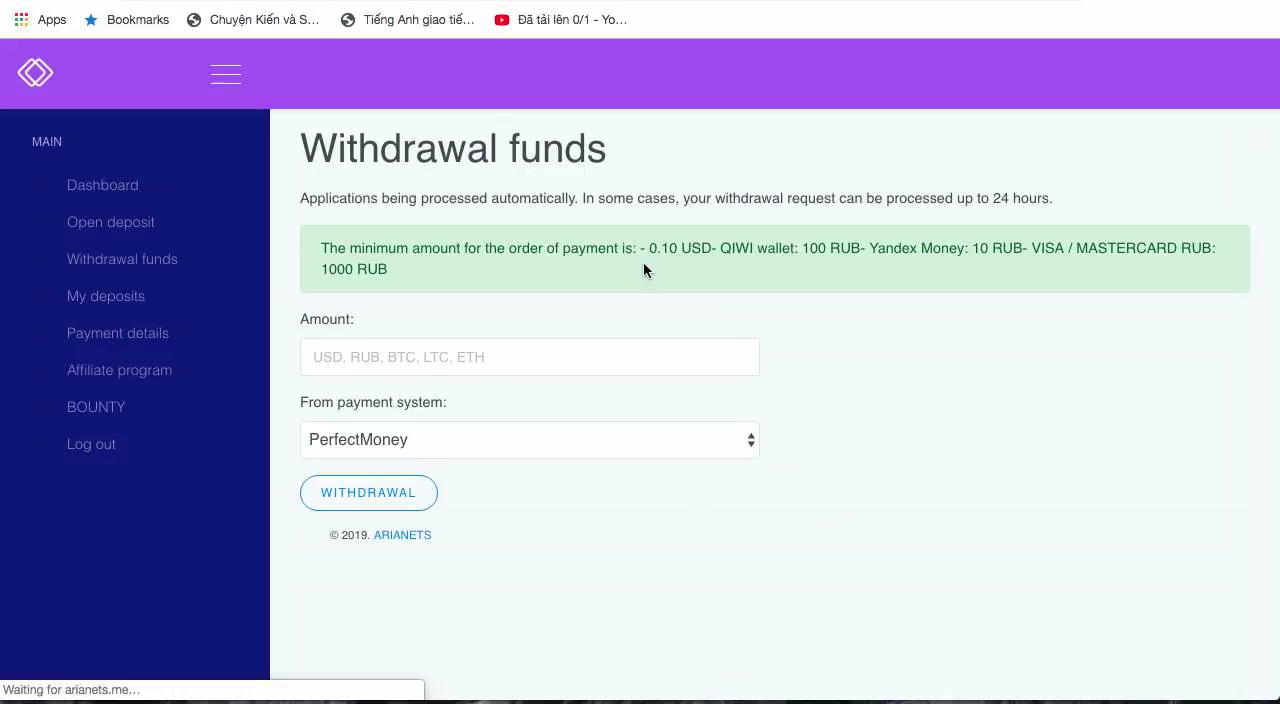 Apps Bookmarks Chuyện Kiến và S... Tiếng Anh giao tiế... Đã tải lên 0/1 - Yo...
MAIN
Dashboard
Open deposit
Withdrawal funds
My deposits
Payment details
Affiliate program
BOUNTY
Log out
Withdrawal funds
Applications being processed automatically. In some cases, your withdrawal request can be processed up to 24 hours.
The minimum amount for the order of payment is: - 0.10 USD- QIWI wallet: 100 RUB- Yandex Money: 10 RUB- VISA / MASTERCARD RUB:
1000 RUB
Amount:
USD, RUB, BTC, LTC, ETH
From payment system:
PerfectMoney
WITHDRAWAL
© 2019. ARIANETS
Waiting for arianets.me...